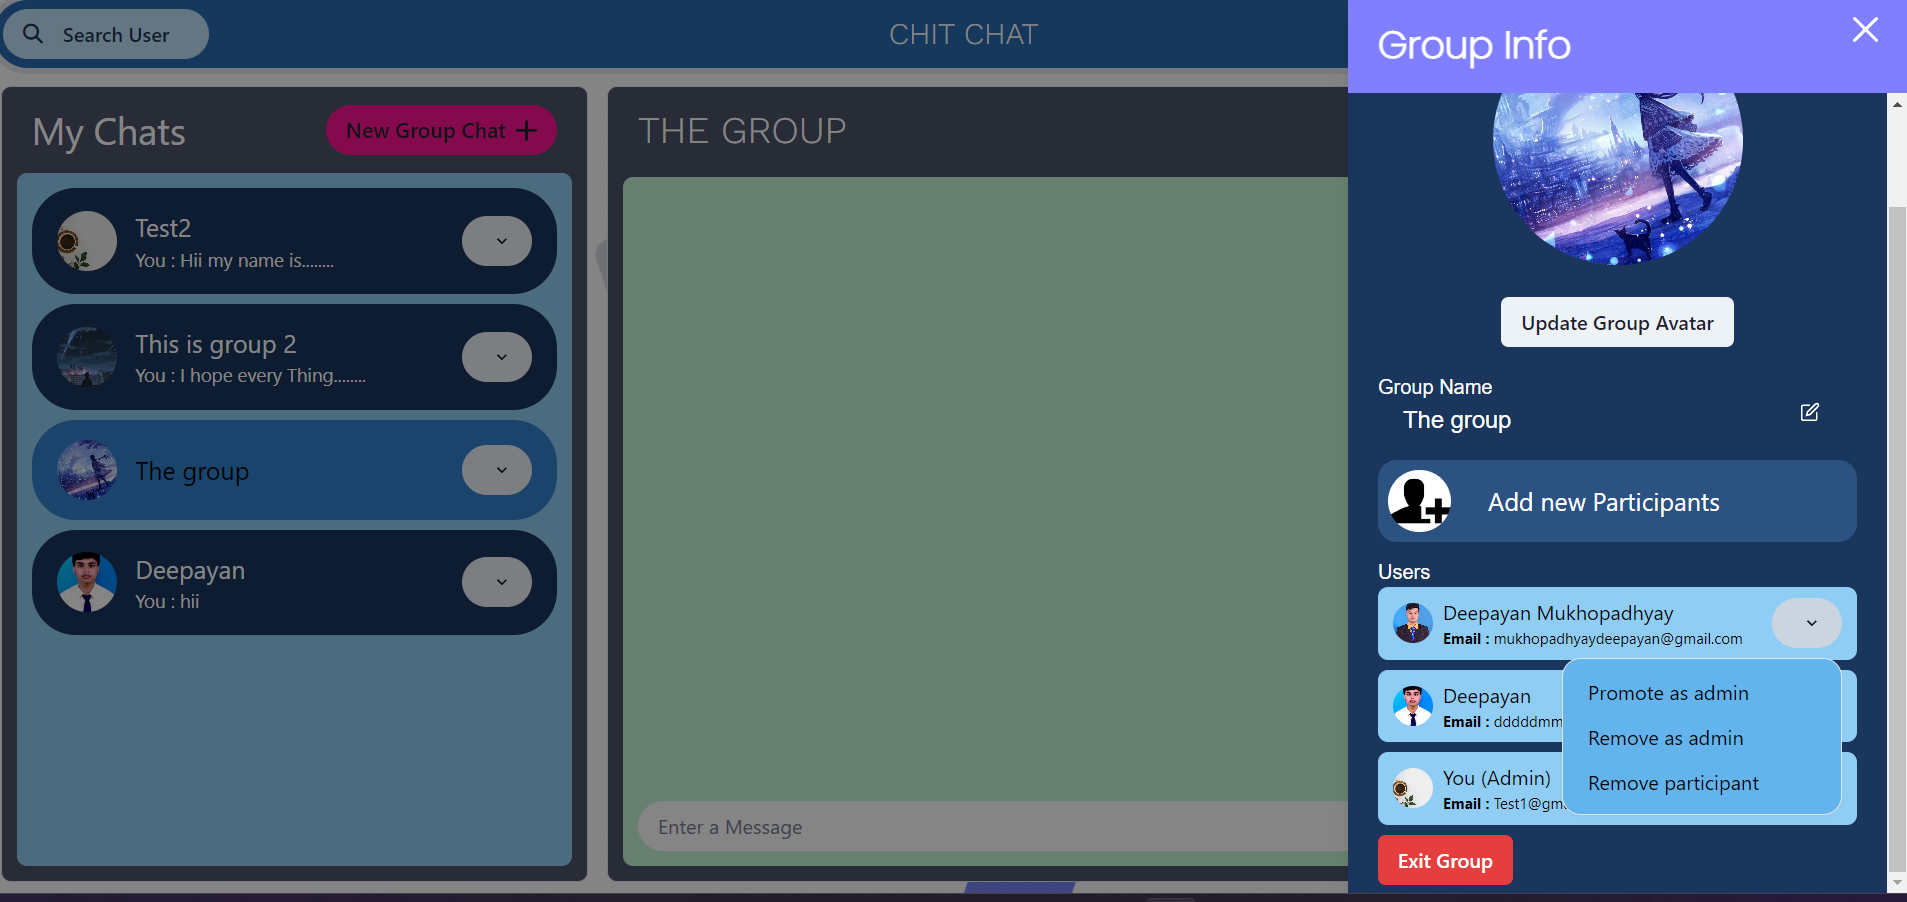 Search User
CHIT CHAT
My Chats
New Group Chat
Test2
You : Hii my name is........
This is group 2
You : I hope every Thing........
The group
Deepayan
You : hii
THE GROUP
Enter a Message
Group Info
Update Group Avatar
Group Name
The group
Add new Participants
Users
Deepayan Mukhopadhyay
Email : mukhopadhyaydeepayan@gmail.com
Deepayan
Email : dddddmm
You (Admin)
Email : Test1@gm
Promote as admin
Remove as admin
Remove participant
Exit Group